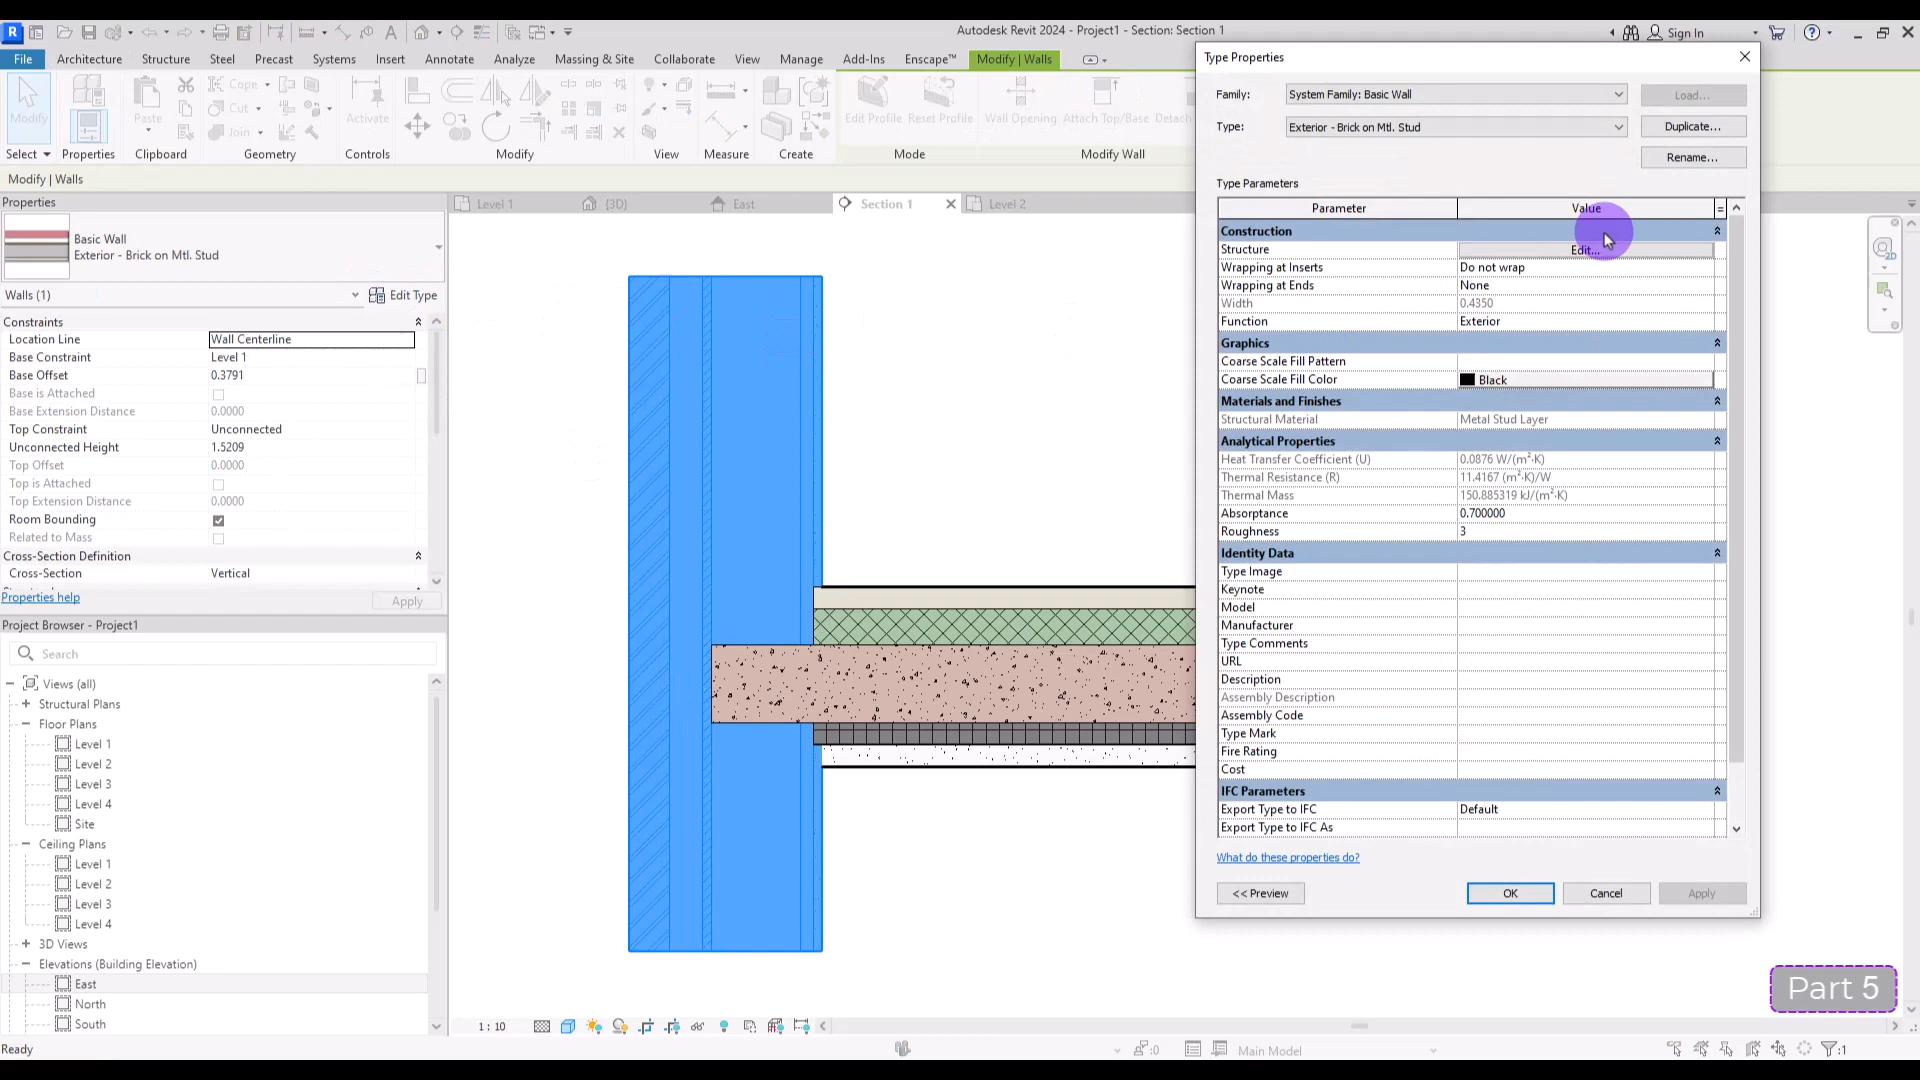 Autodesk Revit 2024 - Project1 - Section: Section 1
Sign In
File Architecture Structure Steel Precast Systems Insert Annotate Analyze Massing & Site Collaborate View Manage Add-Ins Enscape™ Modify | Walls
Modify
Paste
Cope
Cut
Join
Activate
Edit Profile Reset Profile Wall Opening Attach Top/Base Detach
Select Properties Clipboard Geometry Controls Modify View Measure Create Mode Modify Wall
Modify | Walls
Properties
Basic Wall
Exterior - Brick on Mtl. Stud
Walls (1) Edit Type
Constraints
Location Line Wall Centerline
Base Constraint Level 1
Base Offset 0.3791
Base is Attached
Base Extension Distance 0.0000
Top Constraint Unconnected
Unconnected Height 1.5209
Top Offset 0.0000
Top is Attached
Top Extension Distance 0.0000
Room Bounding
Related to Mass
Cross-Section Definition
Cross-Section Vertical
Properties help Apply
Project Browser - Project1
Search
Views (all)
Structural Plans
Floor Plans
Level 1
Level 2
Level 3
Level 4
Site
Ceiling Plans
Level 1
Level 2
Level 3
Level 4
3D Views
Elevations (Building Elevation)
East
North
South
Ready
Level 1 {3D} East Section 1 Level 2
1 : 10
:0 Main Model
:1
2D
Type Properties
Family: System Family: Basic Wall Load...
Type: Exterior - Brick on Mtl. Stud Duplicate...
Rename...
Type Parameters
Parameter Value =
Construction
Structure Edit...
Wrapping at Inserts Do not wrap
Wrapping at Ends None
Width 0.4350
Function Exterior
Graphics
Coarse Scale Fill Pattern
Coarse Scale Fill Color Black
Materials and Finishes
Structural Material Metal Stud Layer
Analytical Properties
Heat Transfer Coefficient (U) 0.0876 W/(m²·K)
Thermal Resistance (R) 11.4167 (m²·K)/W
Thermal Mass 150.885319 kJ/(m²·K)
Absorptance 0.700000
Roughness 3
Identity Data
Type Image
Keynote
Model
Manufacturer
Type Comments
URL
Description
Assembly Description
Assembly Code
Type Mark
Fire Rating
Cost
IFC Parameters
Export Type to IFC Default
Export Type to IFC As
What do these properties do?
<< Preview OK Cancel Apply
Part 5